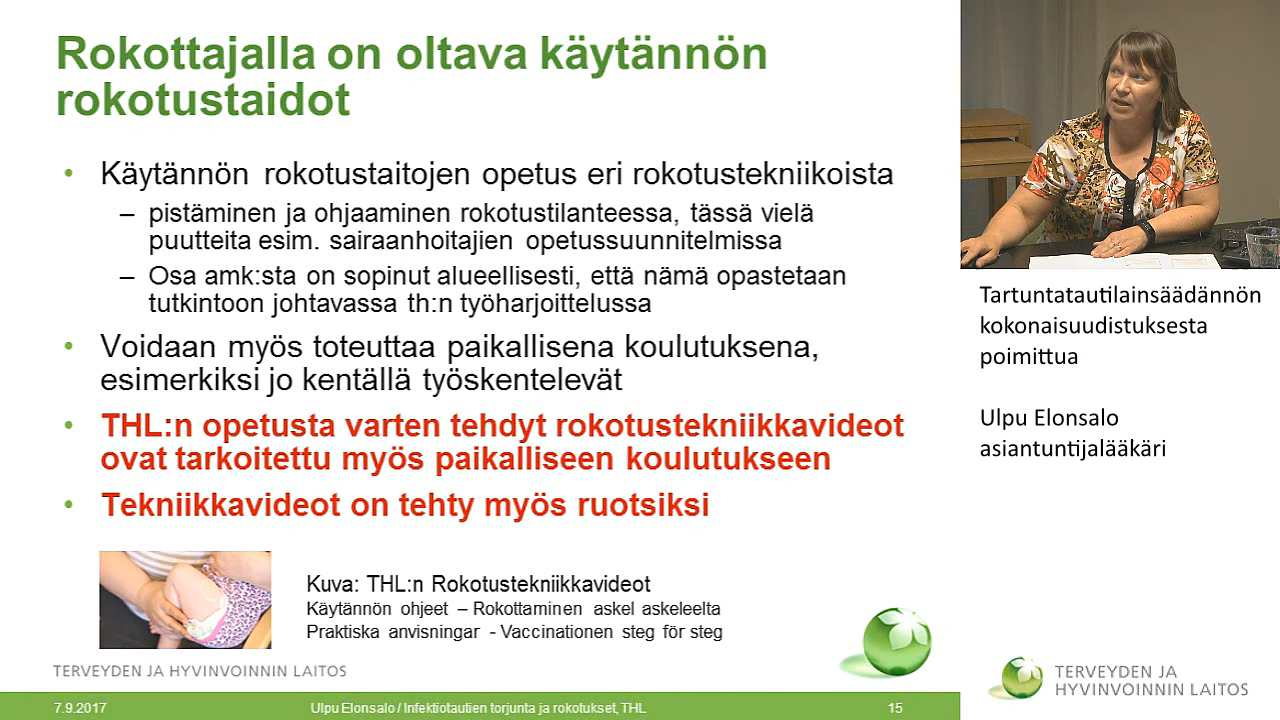 Rokottajalla on oltava käytännön
rokotustaidot
• Käytännön rokotustaitojen opetus eri rokotustekniikoista
– pistäminen ja ohjaaminen rokotustilanteessa, tässä vielä
puutteita esim. sairaanhoitajien opetussuunnitelmissa
– Osa amk:sta on sopinut alueellisesti, että nämä opastetaan
tutkintoon johtavassa th:n työharjoittelussa
• Voidaan myös toteuttaa paikallisena koulutuksena,
esimerkiksi jo kentällä työskentelevät
• THL:n opetusta varten tehdyt rokotustekniikkavideot
ovat tarkoitettu myös paikalliseen koulutukseen
• Tekniikkavideot on tehty myös ruotsiksi
Kuva: THL:n Rokotustekniikkavideot
Käytännön ohjeet – Rokottaminen askel askeleelta
Praktiska anvisningar - Vaccinationen steg för steg
TERVEYDEN JA HYVINVOINNIN LAITOS
7.9.2017
Ulpu Elonsalo / Infektiotautien torjunta ja rokotukset, THL
15
Tartuntatautilainsäädännön
kokonaisuudistuksesta
poimittua
Ulpu Elonsalo
asiantuntijalääkäri
TERVEYDEN JA
HYVINVOINNIN LAITOS